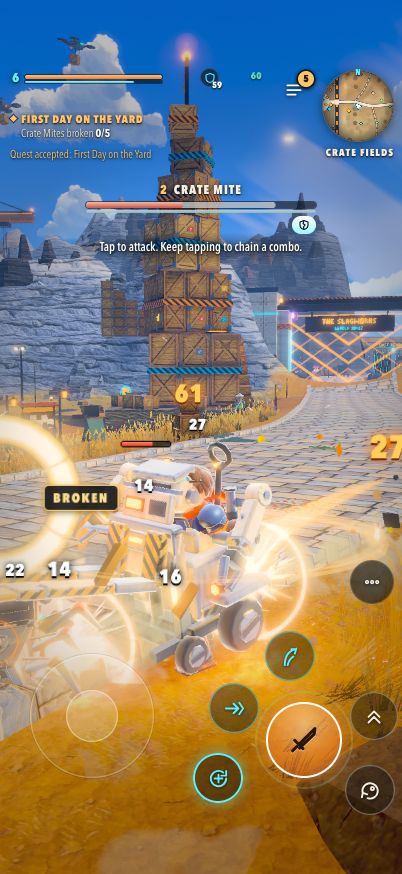 6
59
60
5
N
FIRST DAY ON THE YARD
Crate Mites broken 0/5
Quest accepted: First Day on the Yard
CRATE FIELDS
2 CRATE MITE
Tap to attack. Keep tapping to chain a combo.
THE SLAGWORKS
61
27
27
14
BROKEN
22
14
16